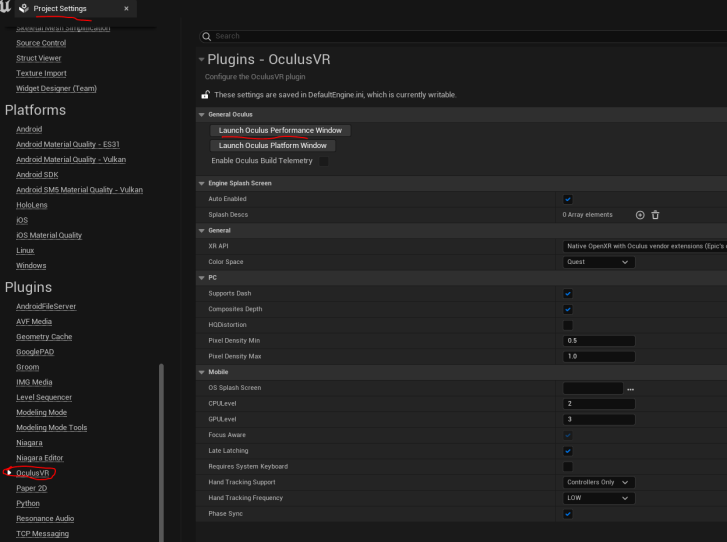 Project Settings
Skeletal Mesh Simplification
Source Control
Struct Viewer
Texture Import
Widget Designer (Team)
Platforms
Android
Android Material Quality - ES31
Android Material Quality - Vulkan
Android SDK
Android SM5 Material Quality - Vulkan
HoloLens
iOS
iOS Material Quality
Linux
Windows
Plugins
AndroidFileServer
AVF Media
Geometry Cache
GooglePAD
Groom
IMG Media
Level Sequencer
Modeling Mode
Modeling Mode Tools
Niagara
Niagara Editor
OculusVR
Paper 2D
Python
Resonance Audio
TCP Messaging
Search
Plugins - OculusVR
Configure the OculusVR plugin
These settings are saved in DefaultEngine.ini, which is currently writable.
General Oculus
Launch Oculus Performance Window
Launch Oculus Platform Window
Enable Oculus Build Telemetry
Engine Splash Screen
Auto Enabled
Splash Descs 0 Array elements
General
XR API Native OpenXR with Oculus vendor extensions (Epic's
Color Space Quest
PC
Supports Dash
Composites Depth
HQDistortion
Pixel Density Min 0.5
Pixel Density Max 1.0
Mobile
OS Splash Screen ...
CPULevel 2
GPULevel 3
Focus Aware
Late Latching
Requires System Keyboard
Hand Tracking Support Controllers Only
Hand Tracking Frequency LOW
Phase Sync